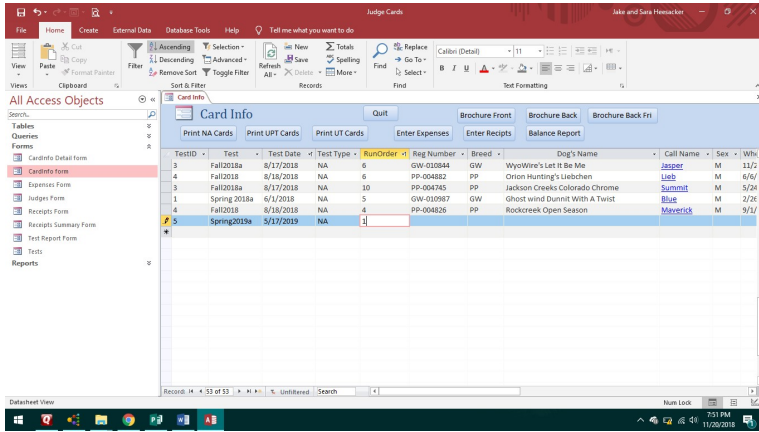 Judge Cards
Jake and Sara Heesacker
File Home Create External Data Database Tools Help Tell me what you want to do
View
Views
Paste
Cut
Copy
Format Painter
Clipboard
Filter
Ascending
Descending
Remove Sort
Selection
Advanced
Toggle Filter
Sort & Filter
Refresh All
New
Save
Delete
Totals
Spelling
More
Records
Find
Replace
Go To
Select
Find
Calibri (Detail) 11
B I U
Text Formatting
All Access Objects
Search...
Tables
Queries
Forms
CardInfo Detail form
CardInfo form
Expenses Form
Judges Form
Receipts Form
Receipts Summary Form
Test Report Form
Tests
Reports
Card Info
Card Info
Quit
Brochure Front Brochure Back Brochure Back Fri
Print NA Cards Print UPT Cards Print UT Cards Enter Expenses Enter Recipts Balance Report
TestID Test Test Date Test Type RunOrder Reg Number Breed Dog's Name Call Name Sex Whe
3 Fall2018a 8/17/2018 NA 6 GW-010844 GW WyoWire's Let It Be Me Jasper M 11/2
4 Fall2018 8/18/2018 NA 6 PP-004882 PP Orion Hunting's Liebchen Lieb M 6/6/
3 Fall2018a 8/17/2018 NA 10 PP-004745 PP Jackson Creeks Colorado Chrome Summit M 5/24
1 Spring 2018a 6/1/2018 NA 5 GW-010987 GW Ghost wind Dunnit With A Twist Blue M 2/26
4 Fall2018 8/18/2018 NA 4 PP-004826 PP Rockcreek Open Season Maverick M 9/1/
5 Spring2019a 5/17/2019 NA 1
Record: 53 of 53 Unfiltered Search
Datasheet View
Num Lock
7:51 PM
11/20/2018